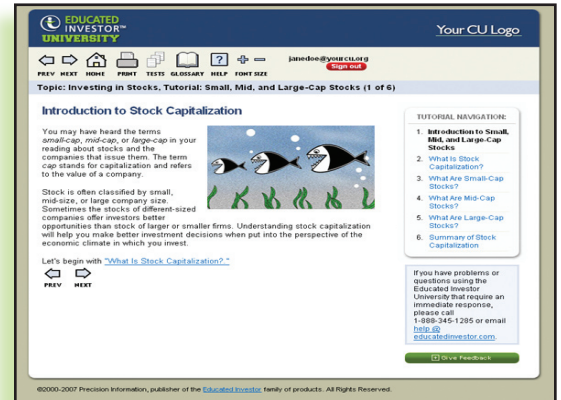 EDUCATED
INVESTOR™
UNIVERSITY
Your CU Logo
PREV NEXT HOME PRINT TESTS GLOSSARY HELP FONT SIZE
janedoe@yourcu.org
Sign out
Topic: Investing in Stocks, Tutorial: Small, Mid, and Large-Cap Stocks (1 of 6)
Introduction to Stock Capitalization
You may have heard the terms
small-cap, mid-cap, or large-cap in your
reading about stocks and the
companies that issue them. The term
cap stands for capitalization and refers
to the value of a company.
Stock is often classified by small,
mid-size, or large company size.
Sometimes the stocks of different-sized
companies offer investors better
opportunities than stock of larger or smaller firms. Understanding stock capitalization
will help you make better investment decisions when put into the perspective of the
economic climate in which you invest.
Let's begin with "What Is Stock Capitalization?."
PREV NEXT
TUTORIAL NAVIGATION:
1. Introduction to Small,
Mid, and Large-Cap
Stocks
2. What Is Stock
Capitalization?
3. What Are Small-Cap
Stocks?
4. What Are Mid-Cap
Stocks?
5. What Are Large-Cap
Stocks?
6. Summary of Stock
Capitalization
If you have problems or
questions using the
Educated Investor
University that require an
immediate response,
please call
1-888-345-1285 or email
help @
educatedinvestor.com.
Give Feedback
©2000-2007 Precision Information, publisher of the Educated Investor family of products. All Rights Reserved.